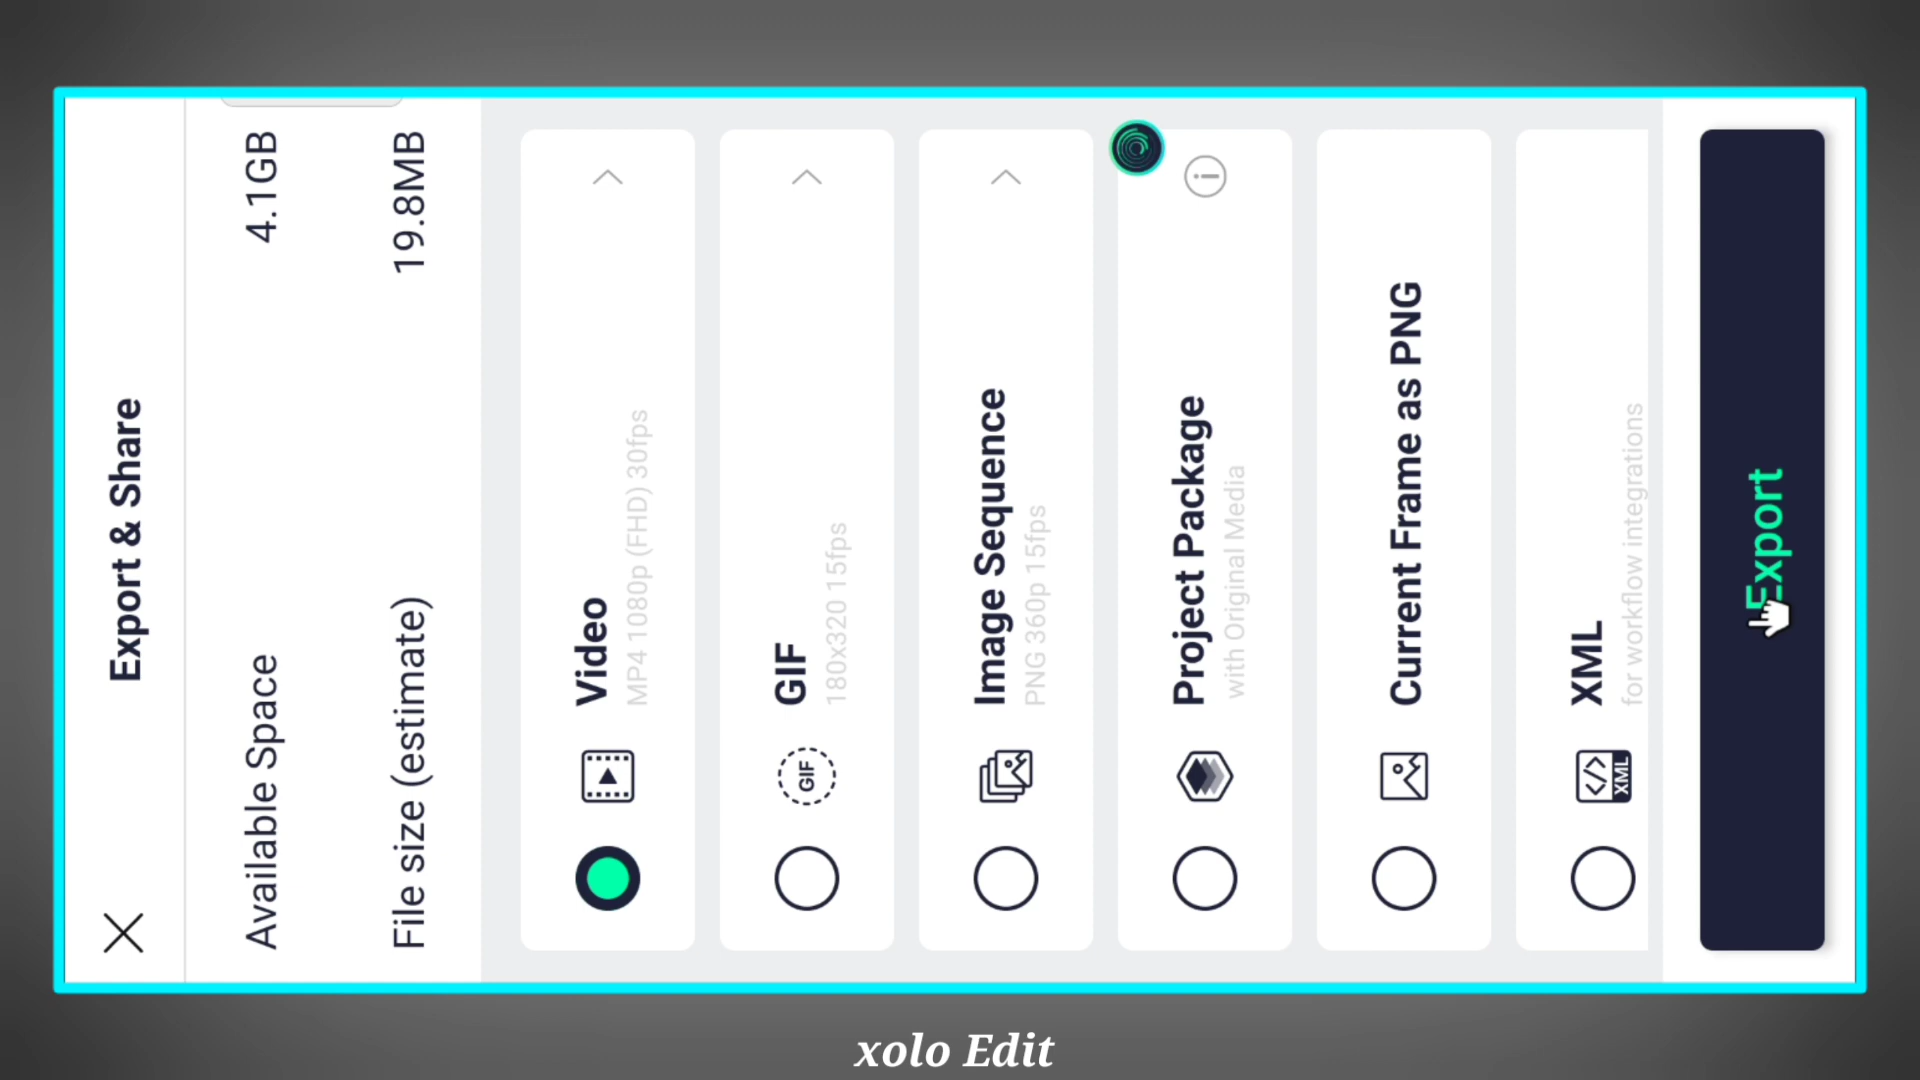 Export & Share
Available Space 4.1GB
File size (estimate) 19.8MB
Video
MP4 1080p (FHD) 30fps
GIF
GIF
180x320 15fps
Image Sequence
PNG 360p 15fps
Project Package
with Original Media
Current Frame as PNG
XML
XML
for workflow integrations
Export
xolo Edit